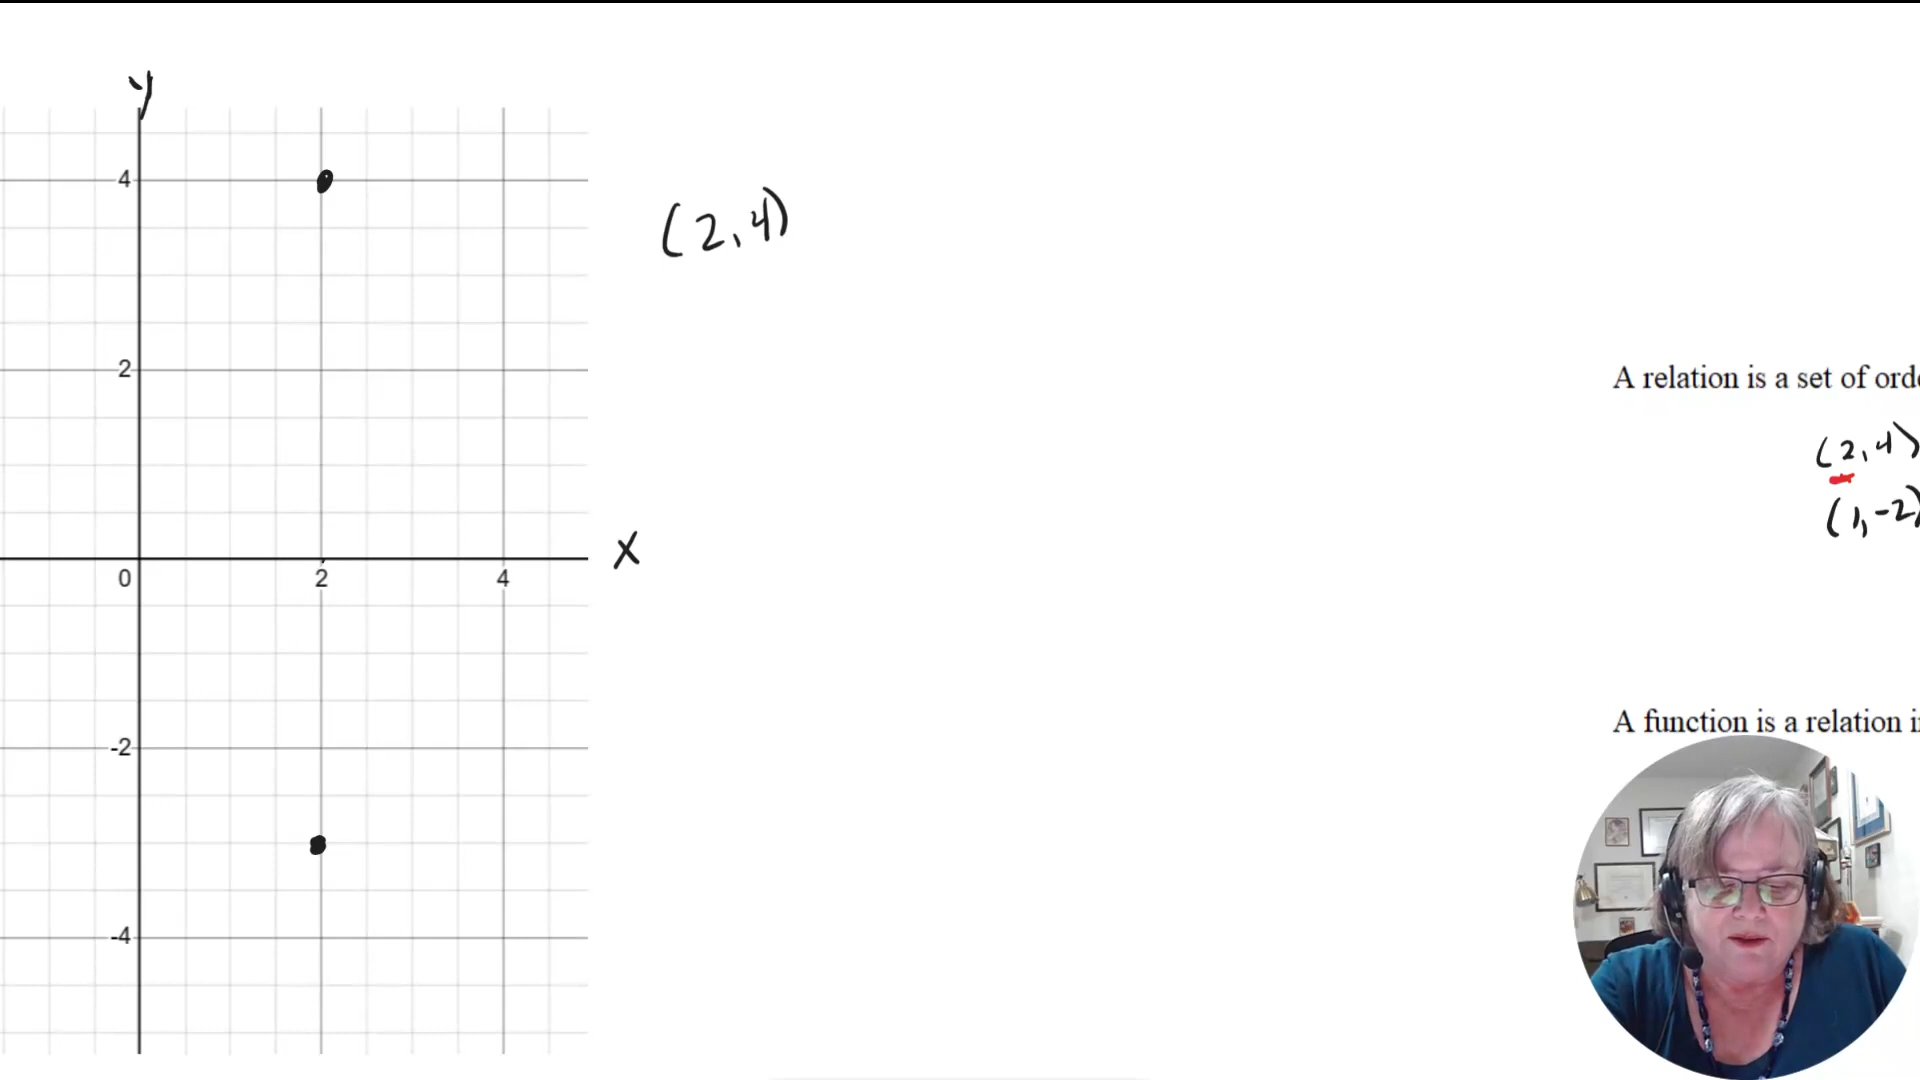 y
4
(2,4)
2
A relation is a set of
(2,4)
(1,-2)
x
0 2 4
A function is a relation
-2
-4